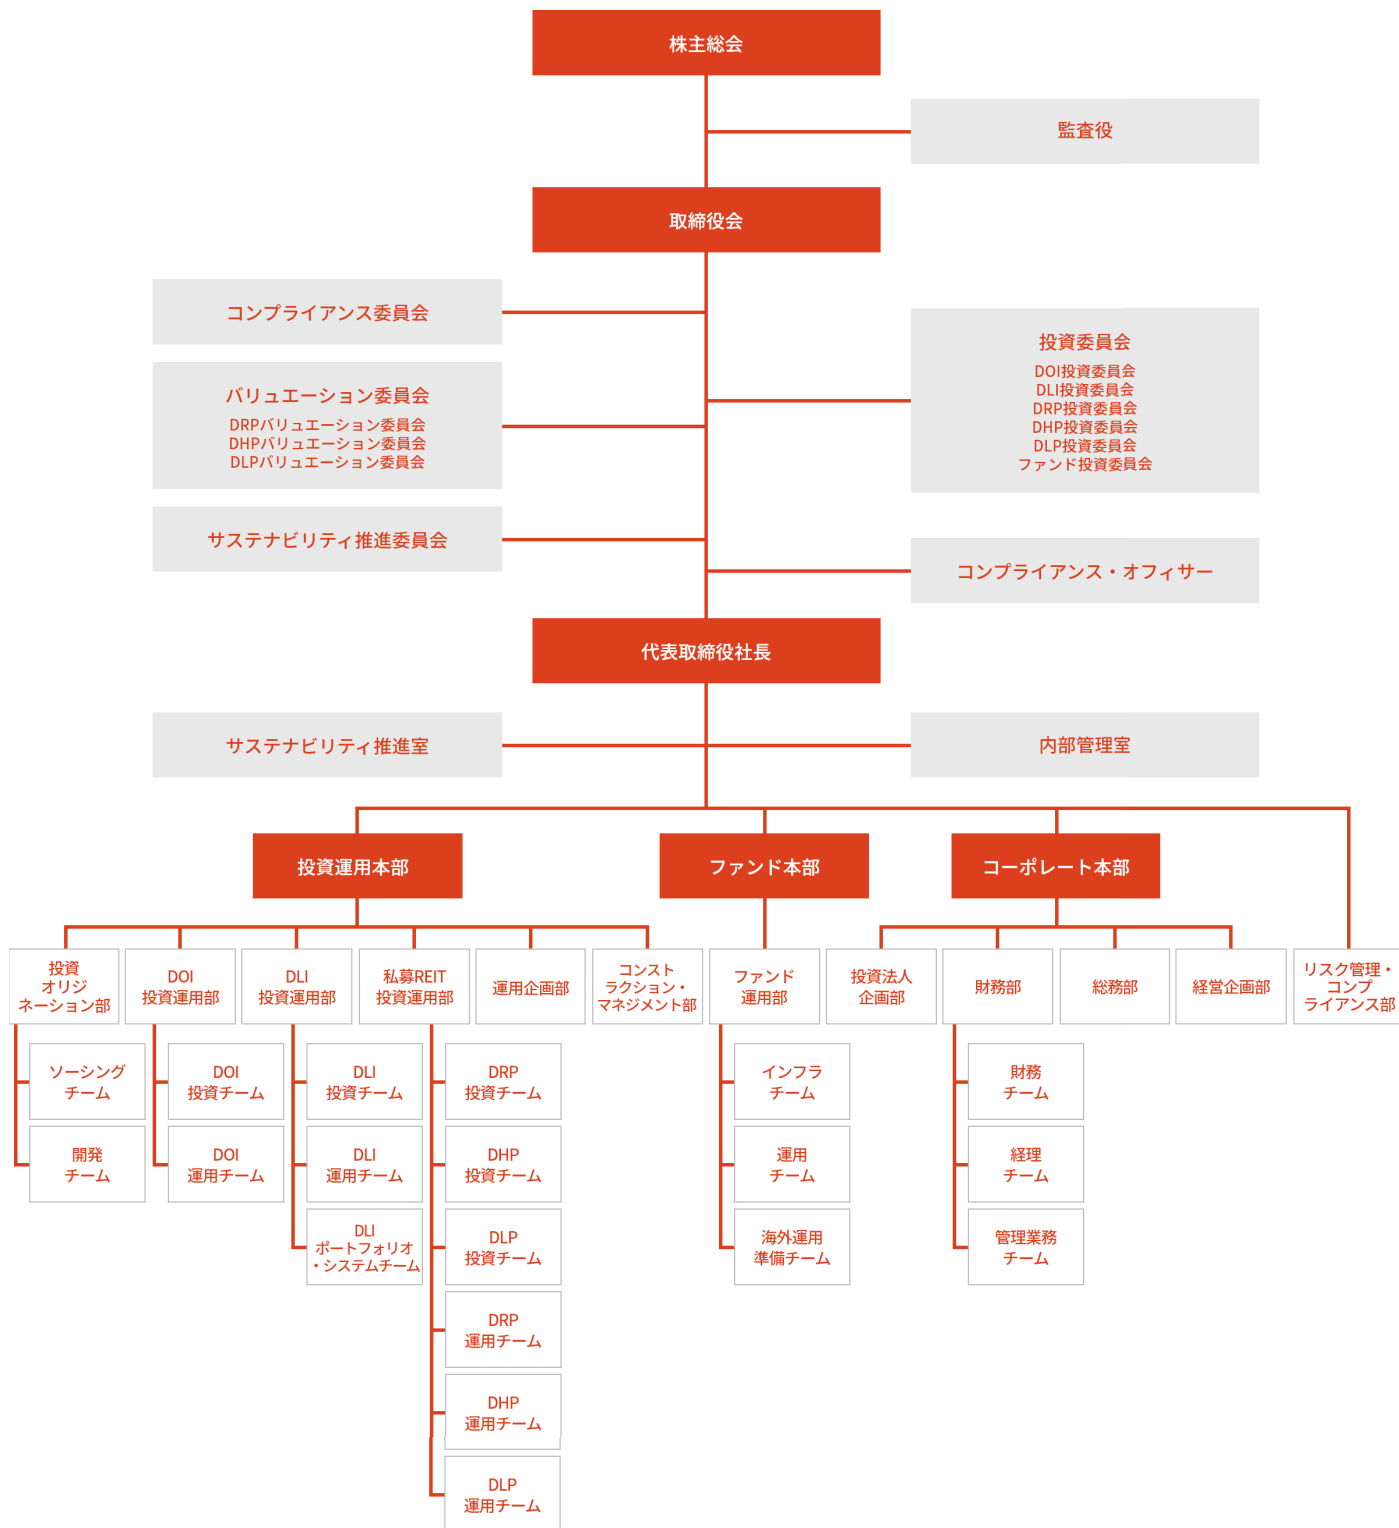 株主総会
監査役
取締役会
コンプライアンス委員会
バリュエーション委員会
DRPバリュエーション委員会
DHPバリュエーション委員会
DLPバリュエーション委員会
サステナビリティ推進委員会
投資委員会
DOI投資委員会
DLI投資委員会
DRP投資委員会
DHP投資委員会
DLP投資委員会
ファンド投資委員会
コンプライアンス・オフィサー
代表取締役社長
サステナビリティ推進室
内部管理室
投資運用本部
ファンド本部
コーポレート本部
投資
オリジ
ネーション部
DOI
投資運用部
DLI
投資運用部
私募REIT
投資運用部
運用企画部
コンスト
ラクション・
マネジメント部
ファンド
運用部
投資法人
企画部
財務部
総務部
経営企画部
リスク管理・
コンプ
ライアンス部
ソーシング
チーム
開発
チーム
DOI
投資チーム
DOI
運用チーム
DLI
投資チーム
DLI
運用チーム
DLI
ポートフォリオ
・システムチーム
DRP
投資チーム
DHP
投資チーム
DLP
投資チーム
DRP
運用チーム
DHP
運用チーム
DLP
運用チーム
インフラ
チーム
運用
チーム
海外運用
準備チーム
財務
チーム
経理
チーム
管理業務
チーム